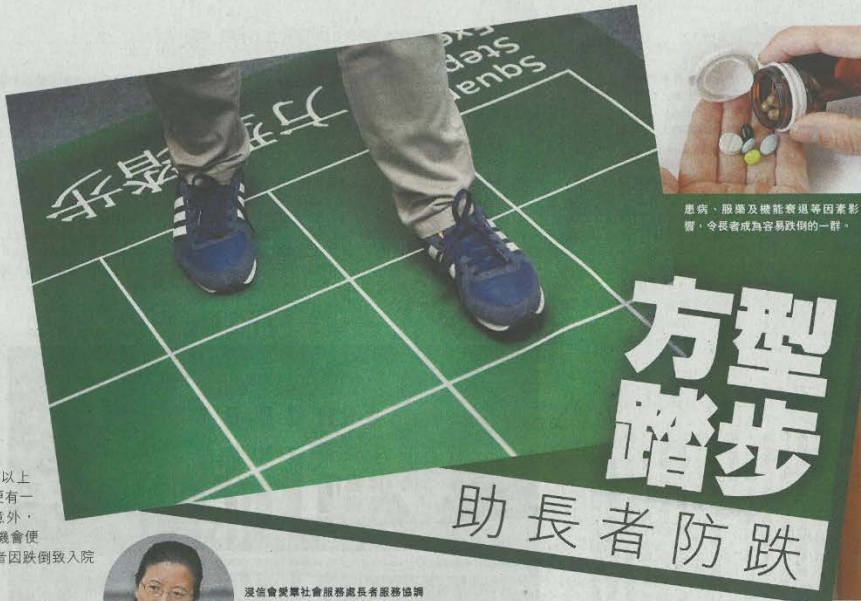 Square
Step
Exe
方型踏步
患病、服藥及機能衰退等因素影
響，令長者成為容易跌倒的一群。
方型
踏步
助長者防跌
以上
更有一
意外，
機會便
者因跌倒致入院
浸信會愛羣社會服務處長者服務協調